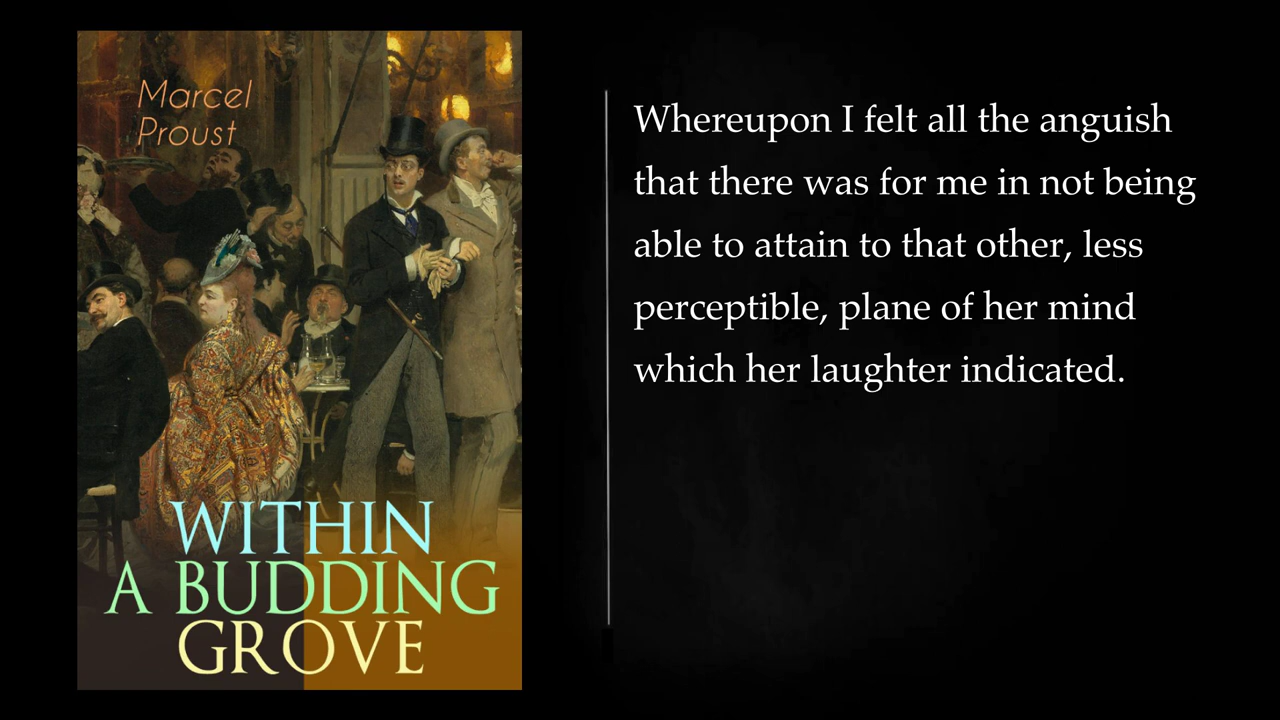 Marcel
Proust
WITHIN
A BUDDING
GROVE
Whereupon I felt all the anguish
that there was for me in not being
able to attain to that other, less
perceptible, plane of her mind
which her laughter indicated.